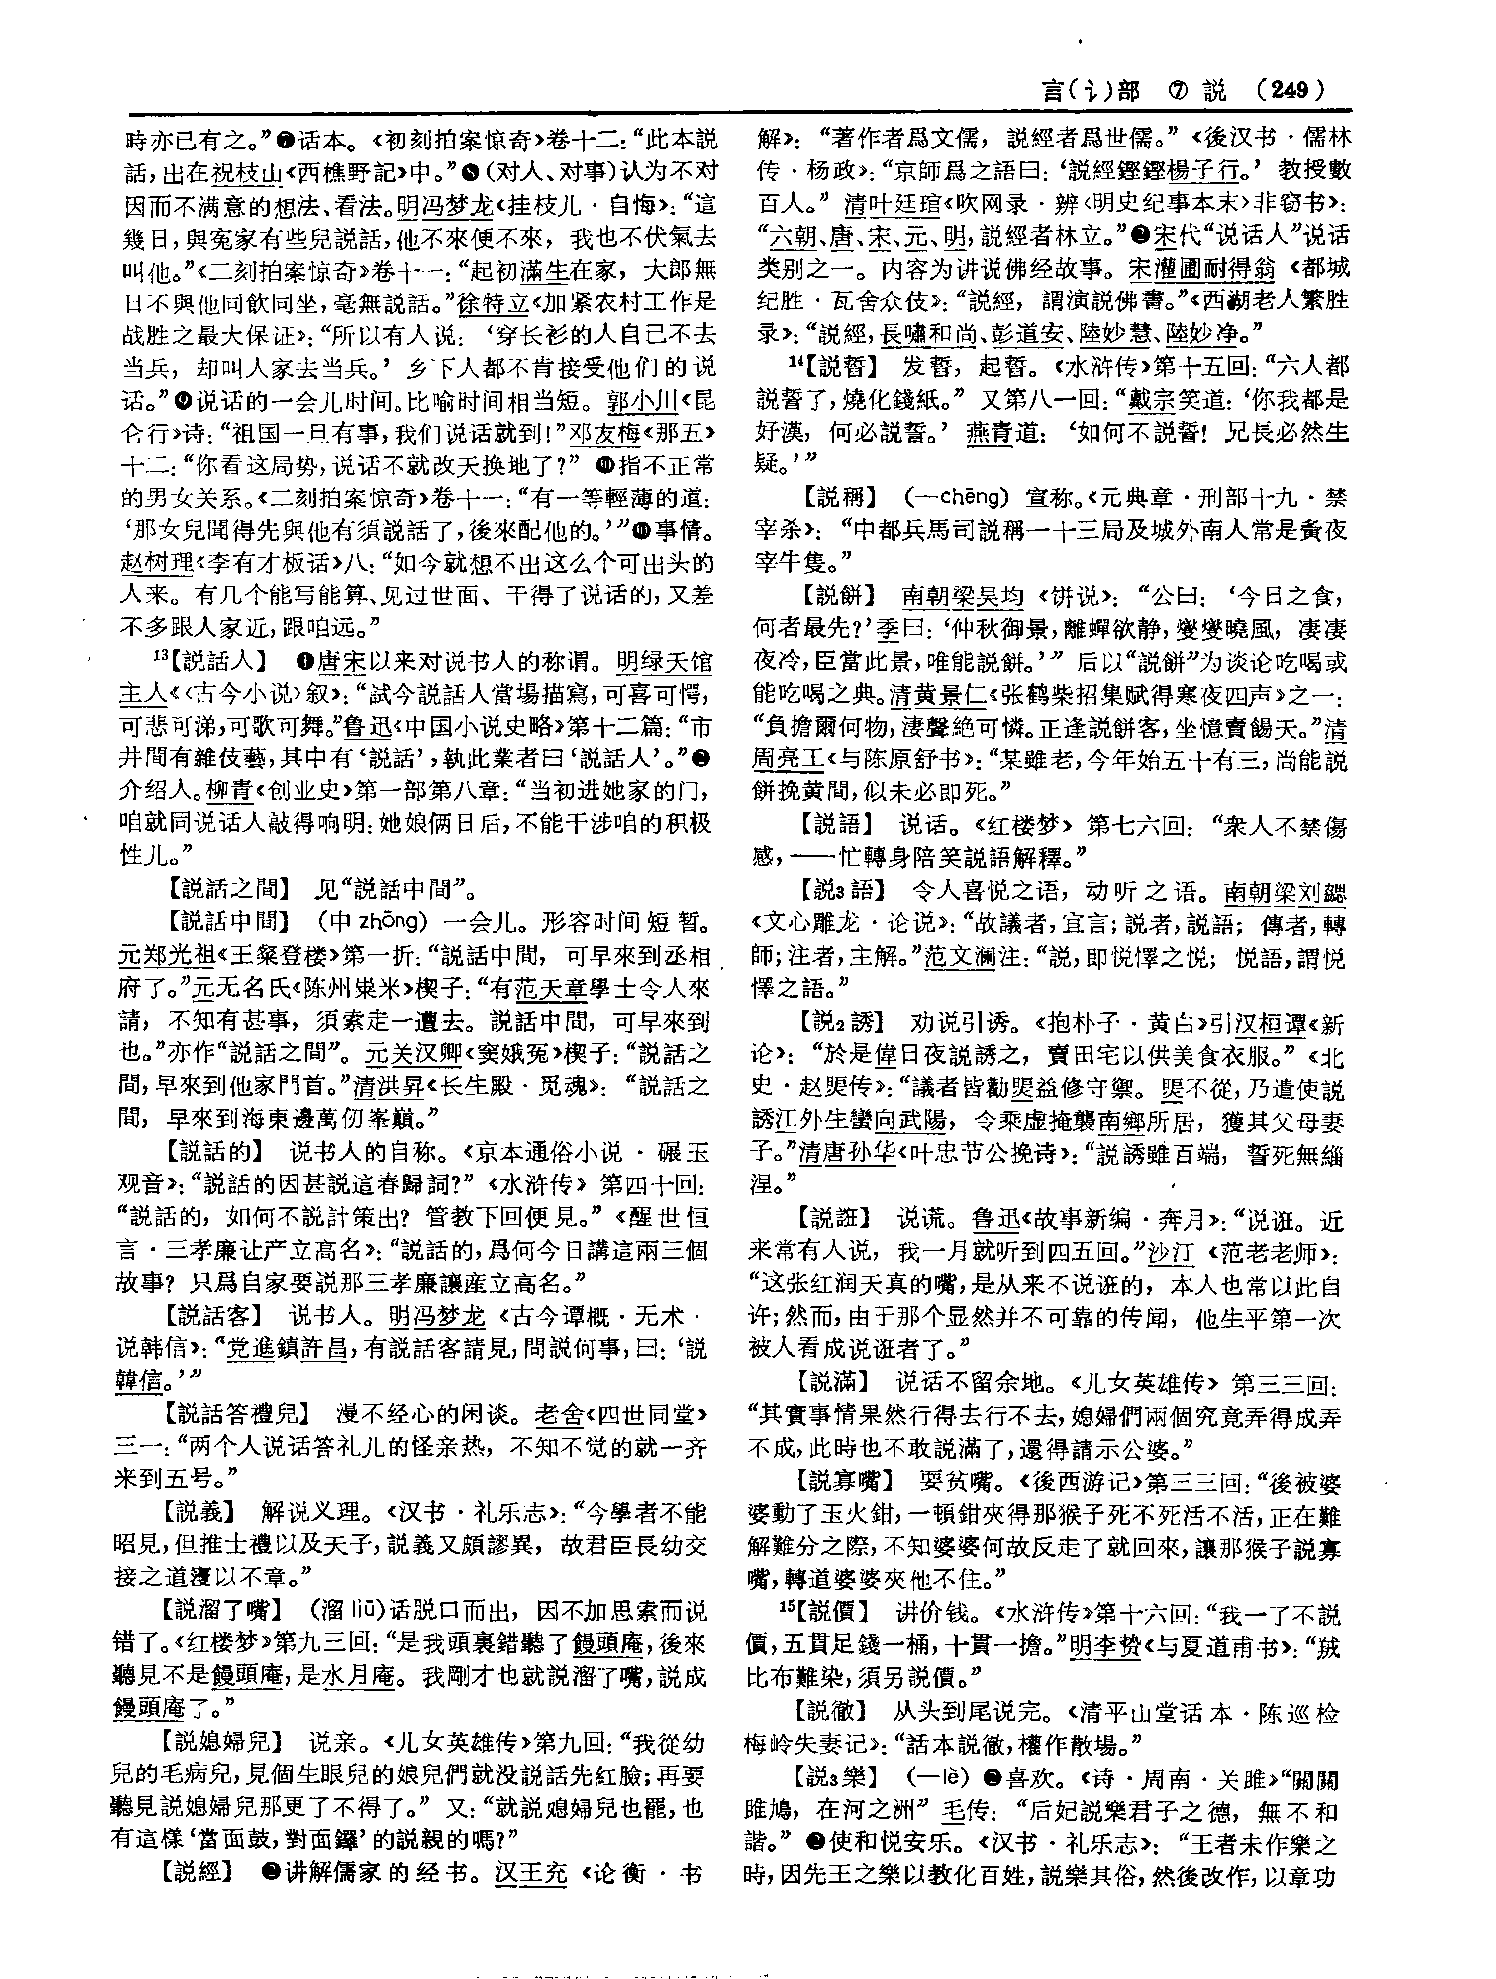 言(讠)部 ⑦ 説 (249)
時亦已有之。”❼话本。《初刻拍案惊奇》卷十二：“此本説
話，出在祝枝山《西樵野記》中。”❽(对人、对事)认为不对
因而不满意的想法、看法。明冯梦龙《挂枝儿·自悔》：“這
幾日，與冤家有些兒説話，他不來便不來，我也不伏氣去
叫他。”《二刻拍案惊奇》卷十一：“起初滿生在家，大郎無
日不與他同飲同坐，毫無説話。”徐特立《加紧农村工作是
战胜之最大保证》：“所以有人说：‘穿长衫的人自己不去
当兵，却叫人家去当兵。’乡下人都不肯接受他们的说
话。”❾说话的一会儿时间。比喻时间相当短。郭小川《昆
仑行》诗：“祖国一旦有事，我们说话就到！”邓友梅《那五》
十二：“你看这局势，说话不就改天换地了？” ❿指不正常
的男女关系。《二刻拍案惊奇》卷十一：“有一等輕薄的道：
‘那女兒聞得先與他有須説話了，後來配他的。’”⓫事情。
赵树理《李有才板话》八：“如今就想不出这么个可出头的
人来。有几个能写能算、见过世面、干得了说话的，又差
不多跟人家近，跟咱远。”
13【説話人】 ❶唐宋以来对说书人的称谓。明绿天馆
主人《〈古今小说〉叙》：“試今説話人當場描寫，可喜可愕，
可悲可涕，可歌可舞。”鲁迅《中国小说史略》第十二篇：“市
井間有雜伎藝，其中有‘説話’，執此業者曰‘説話人’。”❷
介绍人。柳青《创业史》第一部第八章：“当初进她家的门，
咱就同说话人敲得响明：她娘俩日后，不能干涉咱的积极
性儿。”
【説話之間】 见“説話中間”。
【説話中間】 (中 zhōng) 一会儿。形容时间短暂。
元郑光祖《王粲登楼》第一折：“説話中間，可早來到丞相
府了。”元无名氏《陈州粜米》楔子：“有范天章學士令人來
請，不知有甚事，須索走一遭去。説話中間，可早來到
也。”亦作“説話之間”。元关汉卿《窦娥冤》楔子：“説話之
間，早來到他家門首。”清洪昇《长生殿·觅魂》：“説話之
間，早來到海東邊萬仞峯巔。”
【説話的】 说书人的自称。《京本通俗小说·碾玉
观音》：“説話的因甚説這春歸詞？”《水浒传》第四十回：
“説話的，如何不説計策出？管教下回便見。”《醒世恒
言·三孝廉让产立高名》：“説話的，爲何今日講這兩三個
故事？只爲自家要説那三孝廉讓產立高名。”
【説話客】 说书人。明冯梦龙《古今谭概·无术·
说韩信》：“党進鎮許昌，有説話客請見，問説何事，曰：‘説
韓信。’”
【説話答禮兒】 漫不经心的闲谈。老舍《四世同堂》
三一：“两个人说话答礼儿的怪亲热，不知不觉的就一齐
来到五号。”
【説義】 解说义理。《汉书·礼乐志》：“今學者不能
昭見，但推士禮以及天子，説義又頗謬異，故君臣長幼交
接之道寖以不章。”
【説溜了嘴】 (溜 liū)话脱口而出，因不加思索而说
错了。《红楼梦》第九三回：“是我頭裏錯聽了饅頭庵，後來
聽見不是饅頭庵，是水月庵。我剛才也就説溜了嘴，説成
饅頭庵了。”
【説媳婦兒】 说亲。《儿女英雄传》第九回：“我從幼
兒的毛病兒，見個生眼兒的娘兒們就没説話先紅臉；再要
聽見説媳婦兒那更了不得了。” 又：“就説媳婦兒也罷，也
有這樣‘當面鼓，對面鑼’的説親的嗎？”
【説經】 ❶讲解儒家的经书。汉王充《论衡·书
解》：“著作者爲文儒，説經者爲世儒。”《後汉书·儒林
传·杨政》：“京師爲之語曰：‘説經鏗鏗楊子行。’教授數
百人。” 清叶廷琯《吹网录·辨〈明史纪事本末〉非窃书》：
“六朝、唐、宋、元、明，説經者林立。”❷宋代“说话人”说话
类别之一。内容为讲说佛经故事。宋灌圃耐得翁《都城
纪胜·瓦舍众伎》：“説經，謂演説佛書。”《西湖老人繁胜
录》：“説經，長嘯和尚、彭道安、陸妙慧、陸妙净。”
14【説誓】 发誓，起誓。《水浒传》第十五回：“六人都
説誓了，燒化錢紙。” 又第八一回：“戴宗笑道：‘你我都是
好漢，何必説誓。’燕青道：‘如何不説誓！兄長必然生
疑。’”
【説稱】 (一chēng) 宣称。《元典章·刑部十九·禁
宰杀》：“中都兵馬司説稱一十三局及城外南人常是黄夜
宰牛隻。”
【説餅】 南朝梁吴均《饼说》：“公曰：‘今日之食，
何者最先？’季曰：‘仲秋御景，離蟬欲静，燮燮曉風，凄凄
夜冷，臣當此景，唯能説餅。’” 后以“説餅”为谈论吃喝或
能吃喝之典。清黄景仁《张鹤柴招集赋得寒夜四声》之一：
“負擔爾何物，淒聲絶可憐。正逢説餅客，坐憶賣餳天。”清
周亮工《与陈原舒书》：“某雖老，今年始五十有三，尚能説
餅挽黄間，似未必即死。”
【説語】 说话。《红楼梦》第七六回：“衆人不禁傷
感，——忙轉身陪笑説語解釋。”
【説3語】 令人喜悦之语，动听之语。南朝梁刘勰
《文心雕龙·论说》：“故議者，宜言；説者，説語；傳者，轉
師；注者，主解。”范文澜注：“説，即悦懌之悦；悦語，謂悦
懌之語。”
【説2誘】 劝说引诱。《抱朴子·黄白》引汉桓谭《新
论》：“於是偉日夜説誘之，賣田宅以供美食衣服。”《北
史·赵煚传》：“議者皆勸煚益修守禦。煚不從，乃遣使説
誘江外生蠻向武陽，令乘虚掩襲南鄉所居，獲其父母妻
子。”清唐孙华《叶忠节公挽诗》：“説誘雖百端，誓死無緇
涅。”
【説誑】 说谎。鲁迅《故事新编·奔月》：“说诳。近
来常有人说，我一月就听到四五回。”沙汀《范老老师》：
“这张红润天真的嘴，是从来不说诳的，本人也常以此自
许；然而，由于那个显然并不可靠的传闻，他生平第一次
被人看成说诳者了。”
【説滿】 说话不留余地。《儿女英雄传》第三三回：
“其實事情果然行得去行不去，媳婦們兩個究竟弄得成弄
不成，此時也不敢説滿了，還得請示公婆。”
【説寡嘴】 耍贫嘴。《後西游记》第三三回：“後被婆
婆動了玉火鉗，一頓鉗夾得那猴子死不死活不活，正在難
解難分之際，不知婆婆何故反走了就回來，讓那猴子説寡
嘴，轉道婆婆夾他不住。”
15【説價】 讲价钱。《水浒传》第十六回：“我一了不説
價，五貫足錢一桶，十貫一擔。”明李贽《与夏道甫书》：“絨
比布難染，須另説價。”
【説徹】 从头到尾说完。《清平山堂话本·陈巡检
梅岭失妻记》：“話本説徹，權作散場。”
【説3樂】 (一lè) ❶喜欢。《诗·周南·关雎》“關關
雎鳩，在河之洲” 毛传：“后妃説樂君子之德，無不和
諧。” ❷使和悦安乐。《汉书·礼乐志》：“王者未作樂之
時，因先王之樂以教化百姓，説樂其俗，然後改作，以章功